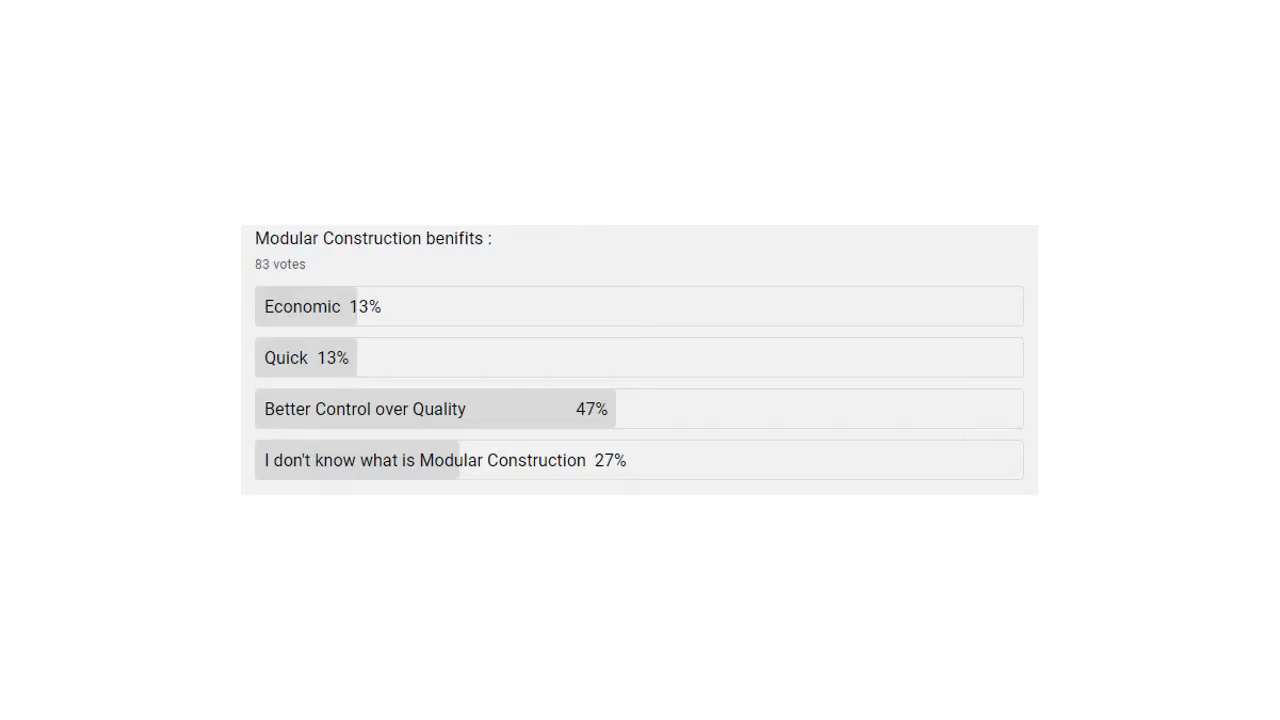 Modular Construction benifits :
83 votes
Economic 13%
Quick 13%
Better Control over Quality 47%
I don't know what is Modular Construction 27%